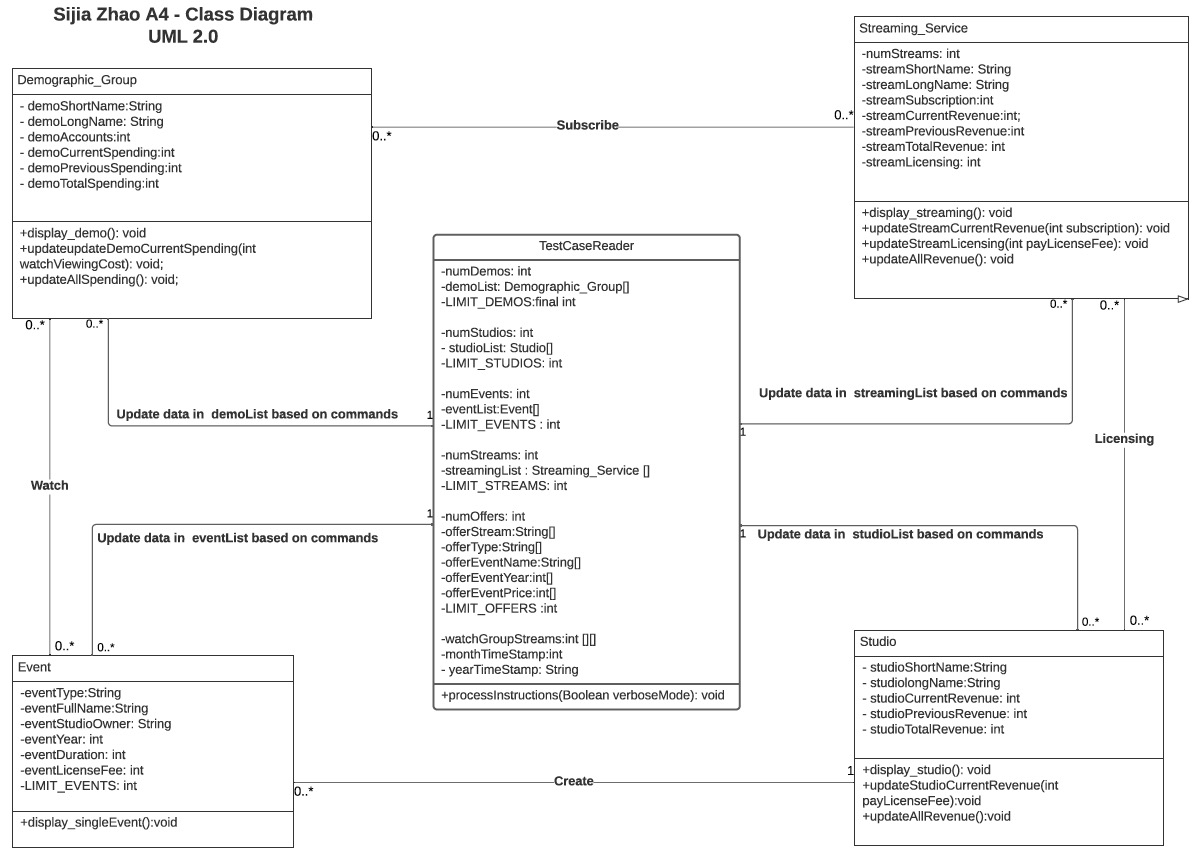 Sijia Zhao A4 - Class Diagram
UML 2.0
Demographic_Group
- demoShortName:String
- demoLongName: String
- demoAccounts:int
- demoCurrentSpending:int
- demoPreviousSpending:int
- demoTotalSpending:int
+display_demo(): void
+updateupdateDemoCurrentSpending(int
watchViewingCost): void;
+updateAllSpending(): void;
0..*
Subscribe
0..*
Streaming_Service
-numStreams: int
-streamShortName: String
-streamLongName: String
-streamSubscription:int
-streamCurrentRevenue:int;
-streamPreviousRevenue:int
-streamTotalRevenue: int
-streamLicensing: int
+display_streaming(): void
+updateStreamCurrentRevenue(int subscription): void
+updateStreamLicensing(int payLicenseFee): void
+updateAllRevenue(): void
TestCaseReader
-numDemos: int
-demoList: Demographic_Group[]
-LIMIT_DEMOS:final int
-numStudios: int
- studioList: Studio[]
-LIMIT_STUDIOS: int
-numEvents: int
-eventList:Event[]
-LIMIT_EVENTS : int
-numStreams: int
-streamingList : Streaming_Service []
-LIMIT_STREAMS: int
-numOffers: int
-offerStream:String[]
-offerType:String[]
-offerEventName:String[]
-offerEventYear:int[]
-offerEventPrice:int[]
-LIMIT_OFFERS :int
-watchGroupStreams:int [][]
-monthTimeStamp:int
- yearTimeStamp: String
+processInstructions(Boolean verboseMode): void
0..*
0..*
Update data in demoList based on commands
1
Watch
1
Update data in eventList based on commands
0..*
0..*
0..*
0..*
Update data in streamingList based on commands
1
Licensing
1
Update data in studioList based on commands
0..*
0..*
Event
-eventType:String
-eventFullName:String
-eventStudioOwner: String
-eventYear: int
-eventDuration: int
-eventLicenseFee: int
-LIMIT_EVENTS: int
+display_singleEvent():void
0..*
Create
1
Studio
- studioShortName:String
- studiolongName:String
- studioCurrentRevenue: int
- studioPreviousRevenue: int
- studioTotalRevenue: int
+display_studio(): void
+updateStudioCurrentRevenue(int
payLicenseFee):void
+updateAllRevenue():void